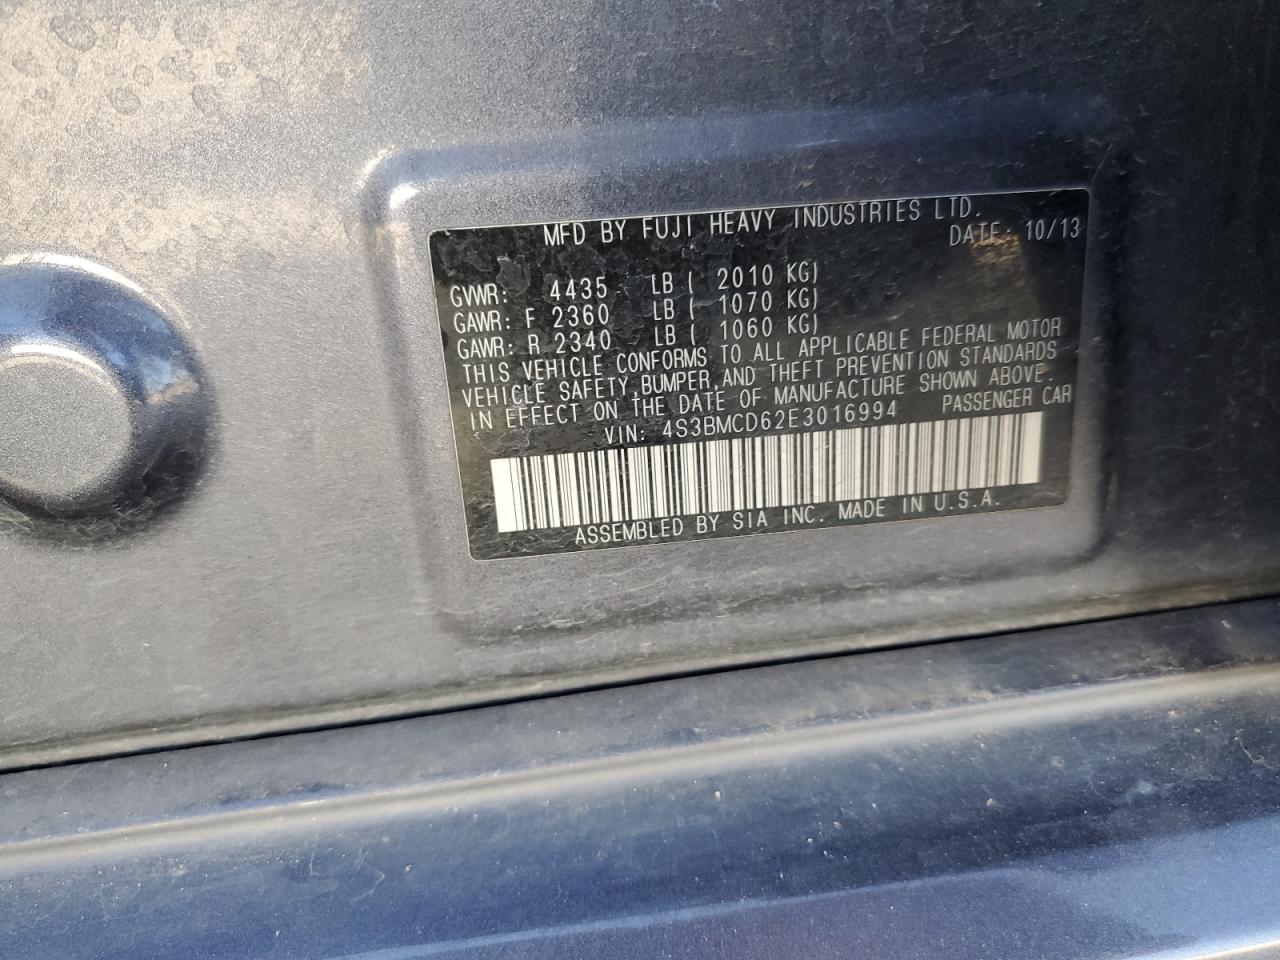 MFD BY FUJI HEAVY INDUSTRIES LTD.
DATE: 10/13
GVWR: 4435 LB ( 2010 KG)
GAWR: F 2360 LB ( 1070 KG)
GAWR: R 2340 LB ( 1060 KG)
THIS VEHICLE CONFORMS TO ALL APPLICABLE FEDERAL MOTOR
VEHICLE SAFETY,BUMPER,AND THEFT PREVENTION STANDARDS
IN EFFECT ON THE DATE OF MANUFACTURE SHOWN ABOVE.
VIN: 4S3BMCD62E3016994 PASSENGER CAR
ASSEMBLED BY SIA INC. MADE IN U.S.A.